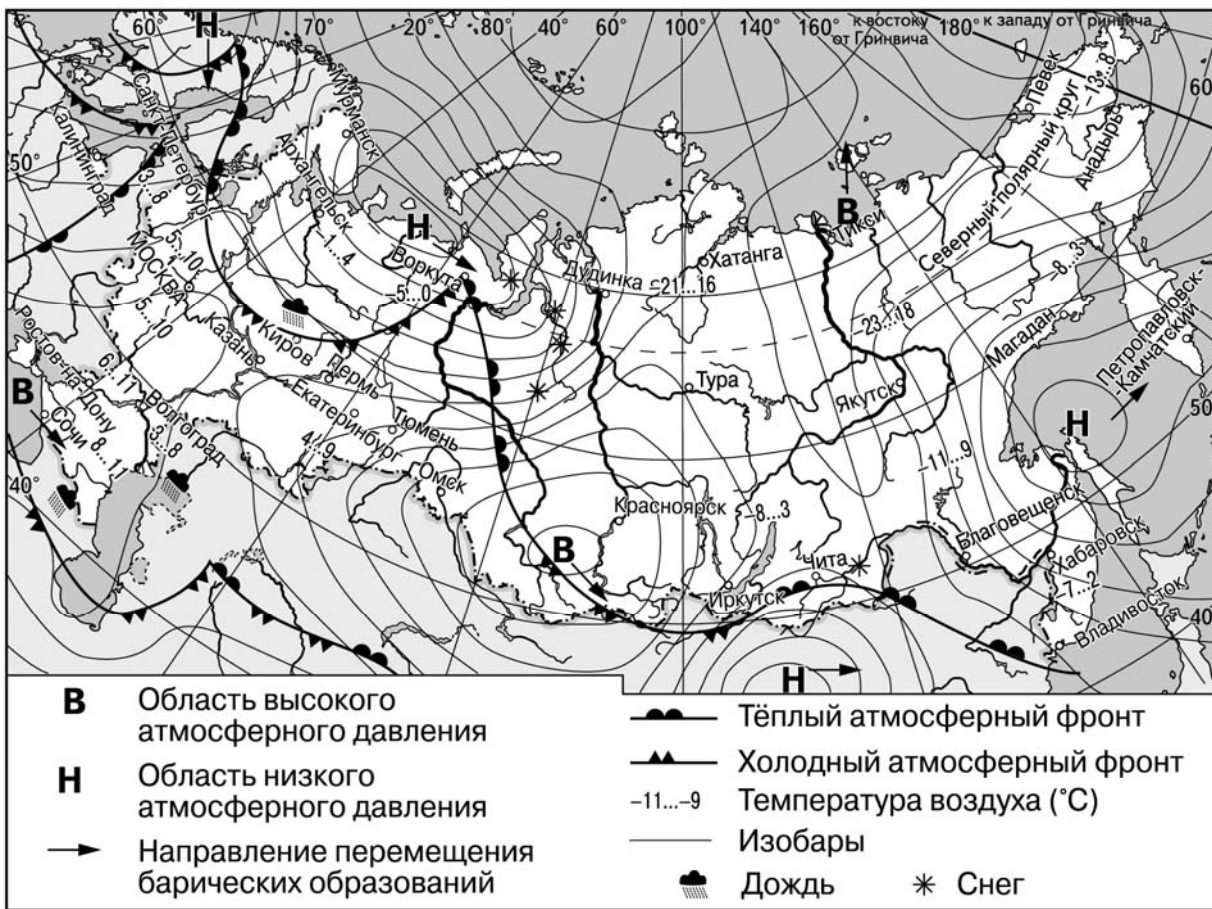 60°
Н
70°
80
40
60°
100°
140°
160°
к востоку
от Гринвича
180°
к западу от Гринвича
60°
50°
40°
50°
40°
20°
Калининград
3...8
Санкт-Петербург
Мурманск
Архангельск
-1...4
Н
Воркута
-5...0
МОСКВА
5...10
5...10
Казань
Киров
Пермь
Екатеринбург
4...9
Тюмень
Омск
Ростов-на-Дону
6...11
Волгоград
3...8
В
Сочи 8...11
Дудинка
-21...16
Хатанга
Тура
Тикси
В
Певек
-13...8
Северный полярный круг
Анадырь
-8...3
-23...18
Магадан
Якутск
Петропавловск-
-Камчатский
Н
-11...9
Красноярск
-8...3
В
Иркутск
Чита
Благовещенск
Хабаровск
-7...2
Владивосток
Н
В Область высокого
атмосферного давления
Н Область низкого
атмосферного давления
Направление перемещения
барических образований
Тёплый атмосферный фронт
Холодный атмосферный фронт
−11...−9 Температура воздуха (°С)
Изобары
Дождь
Снег